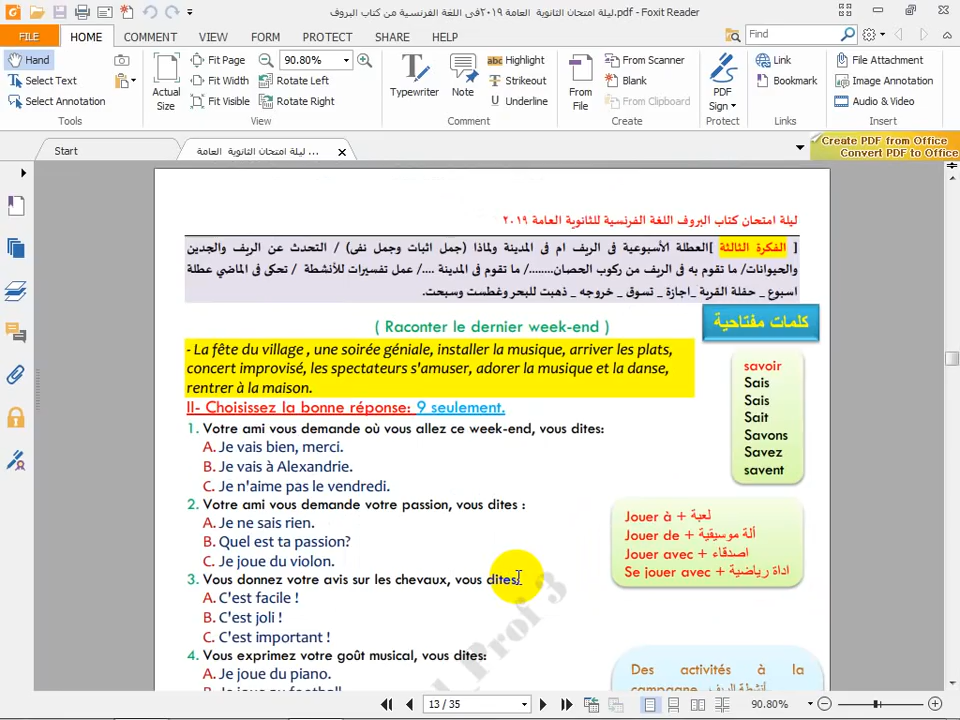 ليلة امتحان الثانوية العامة ٢٠١٩فى اللغة الفرنسية من كتاب البروف.pdf - Foxit Reader
FILE HOME COMMENT VIEW FORM PROTECT SHARE HELP Find
Hand
Select Text
Select Annotation
Tools
Actual Size
Fit Page
Fit Width
Fit Visible
90.80%
Rotate Left
Rotate Right
View
Typewriter
Note
Highlight
Strikeout
Underline
Comment
From File
From Scanner
Blank
From Clipboard
Create
PDF Sign
Protect
Link
Bookmark
Links
File Attachment
Image Annotation
Audio & Video
Insert
Start
ليلة امتحان الثانوية العامة ...
Create PDF from Office
Convert PDF to Office
ليلة امتحان كتاب البروف اللغة الفرنسية للثانوية العامة ٢٠١٩
[ الفكرة الثالثة ]العطلة الأسبوعية فى الريف ام فى المدينة ولماذا (جمل اثبات وجمل نفى) / التحدث عن الريف والجدين
والحيوانات/ ما تقوم به فى الريف من ركوب الحصان......../ ما تقوم فى المدينة ..../ عمل تفسيرات للأنشطة / تحكى فى الماضي عطلة
اسبوع _ حفلة القرية _اجازة _ تسوق _ خروجه _ ذهبت للبحر وغطست وسبحت.
( Raconter le dernier week-end )
كلمات مفتاحية
- La fête du village , une soirée géniale, installer la musique, arriver les plats,
concert improvisé, les spectateurs s'amuser, adorer la musique et la danse,
rentrer à la maison.
savoir
Sais
Sais
Sait
Savons
Savez
savent
II- Choisissez la bonne réponse: 9 seulement.
1. Votre ami vous demande où vous allez ce week-end, vous dites:
A. Je vais bien, merci.
B. Je vais à Alexandrie.
C. Je n'aime pas le vendredi.
2. Votre ami vous demande votre passion, vous dites :
A. Je ne sais rien.
B. Quel est ta passion?
C. Je joue du violon.
Jouer à + لعبة
Jouer de + ألة موسيقية
Jouer avec + اصدقاء
Se jouer avec + اداة رياضية
3. Vous donnez votre avis sur les chevaux, vous dites:
A. C'est facile !
B. C'est joli !
C. C'est important !
4. Vous exprimez votre goût musical, vous dites:
A. Je joue du piano.
B. Je joue au football.
Des activités à la
campagne أنشطة الريف
Prof 3
13 / 35
90.80%